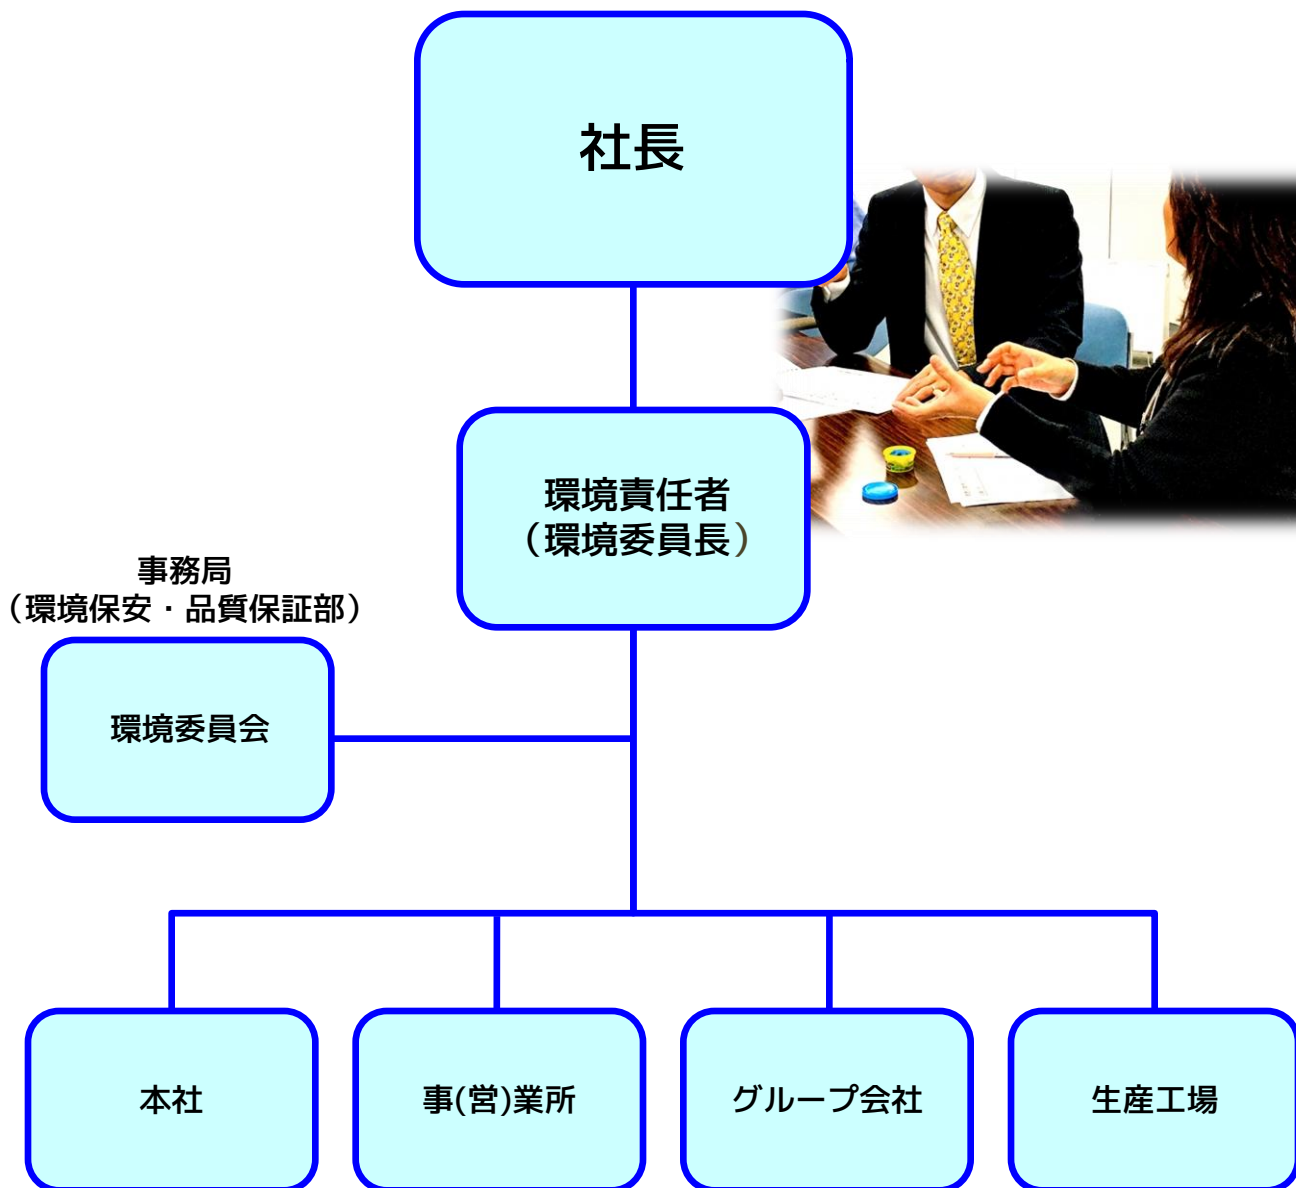 社長
環境責任者
（環境委員長）
事務局
（環境保安・品質保証部）
環境委員会
本社
事(営)業所
グループ会社
生産工場